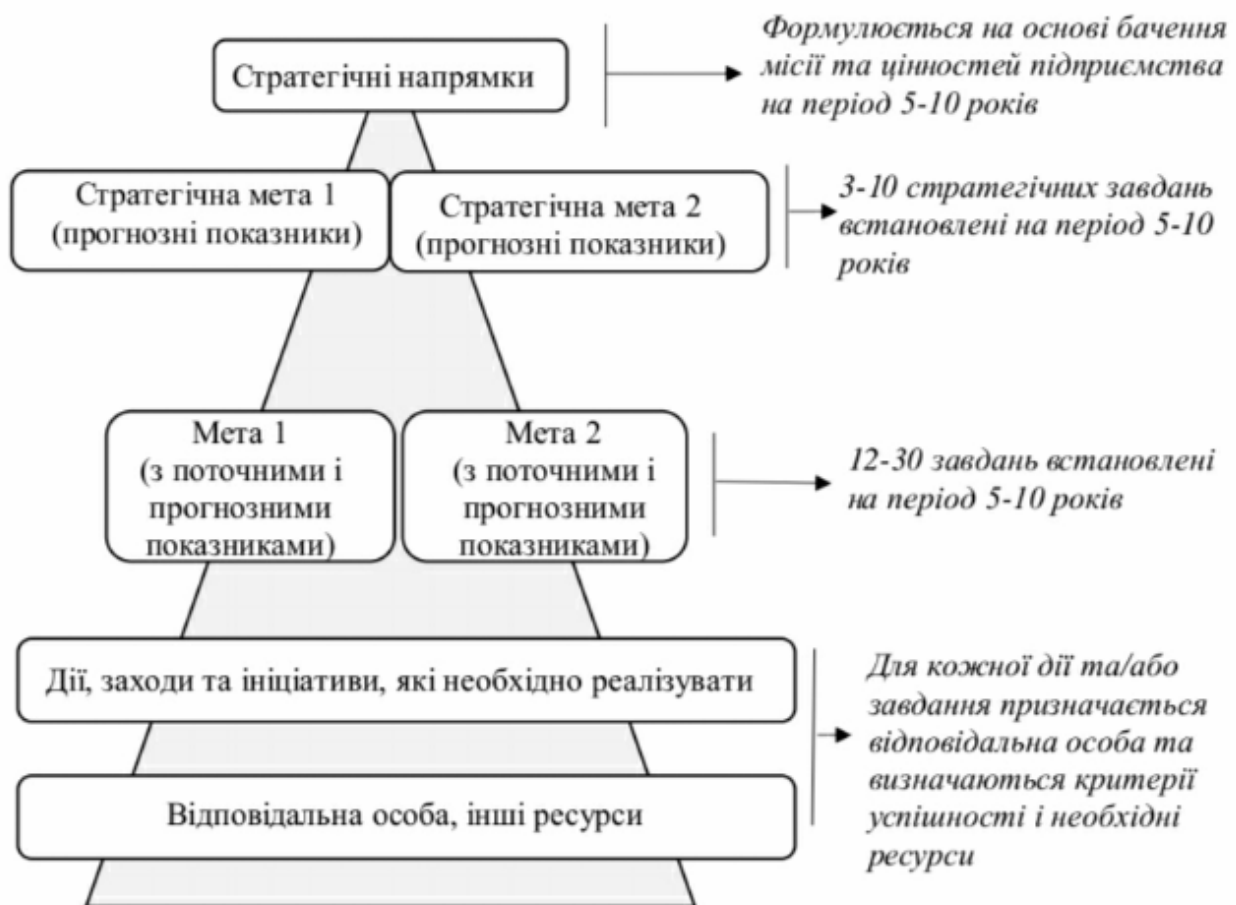 Стратегічні напрямки
Формулюється на основі бачення
місії та цінностей підприємства
на період 5-10 років
Стратегічна мета 1
(прогнозні показники)
Стратегічна мета 2
(прогнозні показники)
3-10 стратегічних завдань
встановлені на період 5-10
років
Мета 1
(з поточними і
прогнозними
показниками)
Мета 2
(з поточними і
прогнозними
показниками)
12-30 завдань встановлені
на період 5-10 років
Дії, заходи та ініціативи, які необхідно реалізувати
Відповідальна особа, інші ресурси
Для кожної дії та/або
завдання призначається
відповідальна особа та
визначаються критерії
успішності і необхідні
ресурси